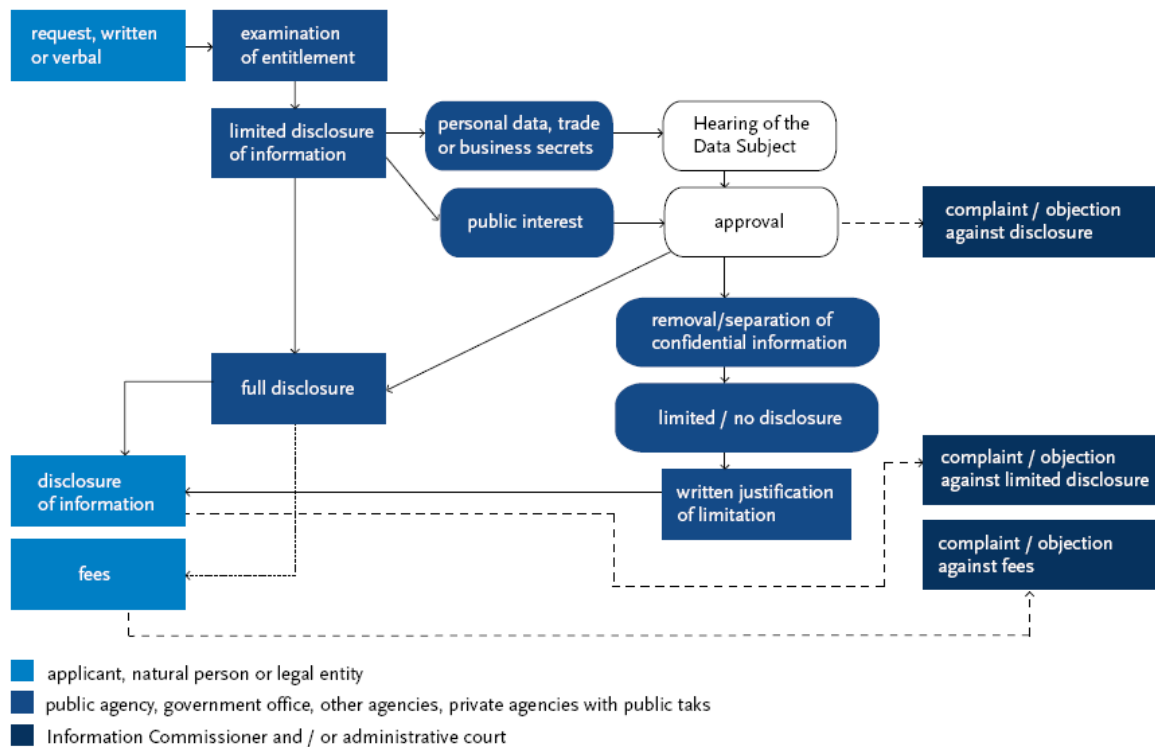 request, written
or verbal
examination
of entitlement
limited disclosure
of information
personal data, trade
or business secrets
Hearing of the
Data Subject
public interest
approval
complaint / objection
against disclosure
removal/separation of
confidential information
full disclosure
limited / no disclosure
disclosure
of information
written justification
of limitation
complaint / objection
against limited disclosure
fees
complaint / objection
against fees
applicant, natural person or legal entity
public agency, government office, other agencies, private agencies with public taks
Information Commissioner and / or administrative court